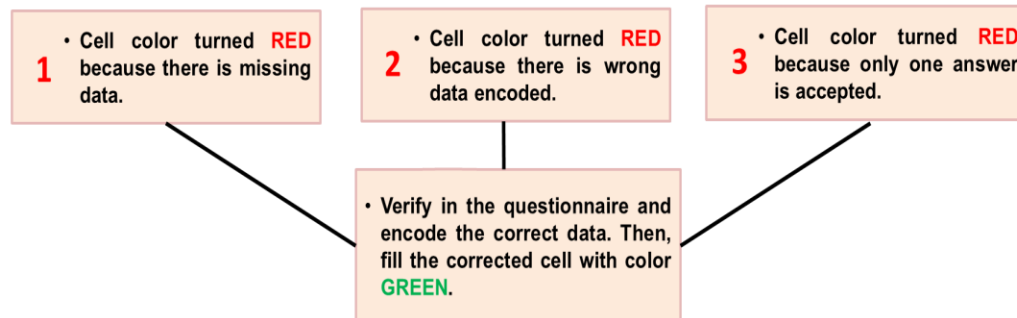 1
• Cell color turned RED
because there is missing
data.
2
• Cell color turned RED
because there is wrong
data encoded.
3
• Cell color turned RED
because only one answer
is accepted.
• Verify in the questionnaire and
encode the correct data. Then,
fill the corrected cell with color
GREEN.